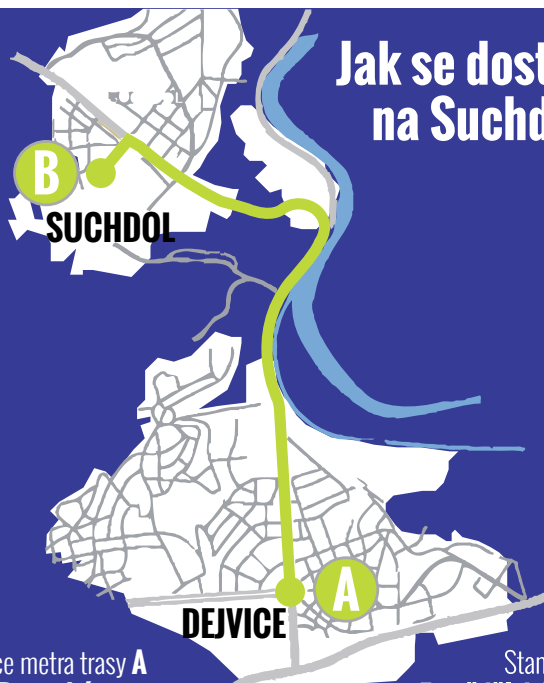 Jak se dost
na Suchd
B
SUCHDOL
A
DEJVICE
ce metra trasy A
Stan